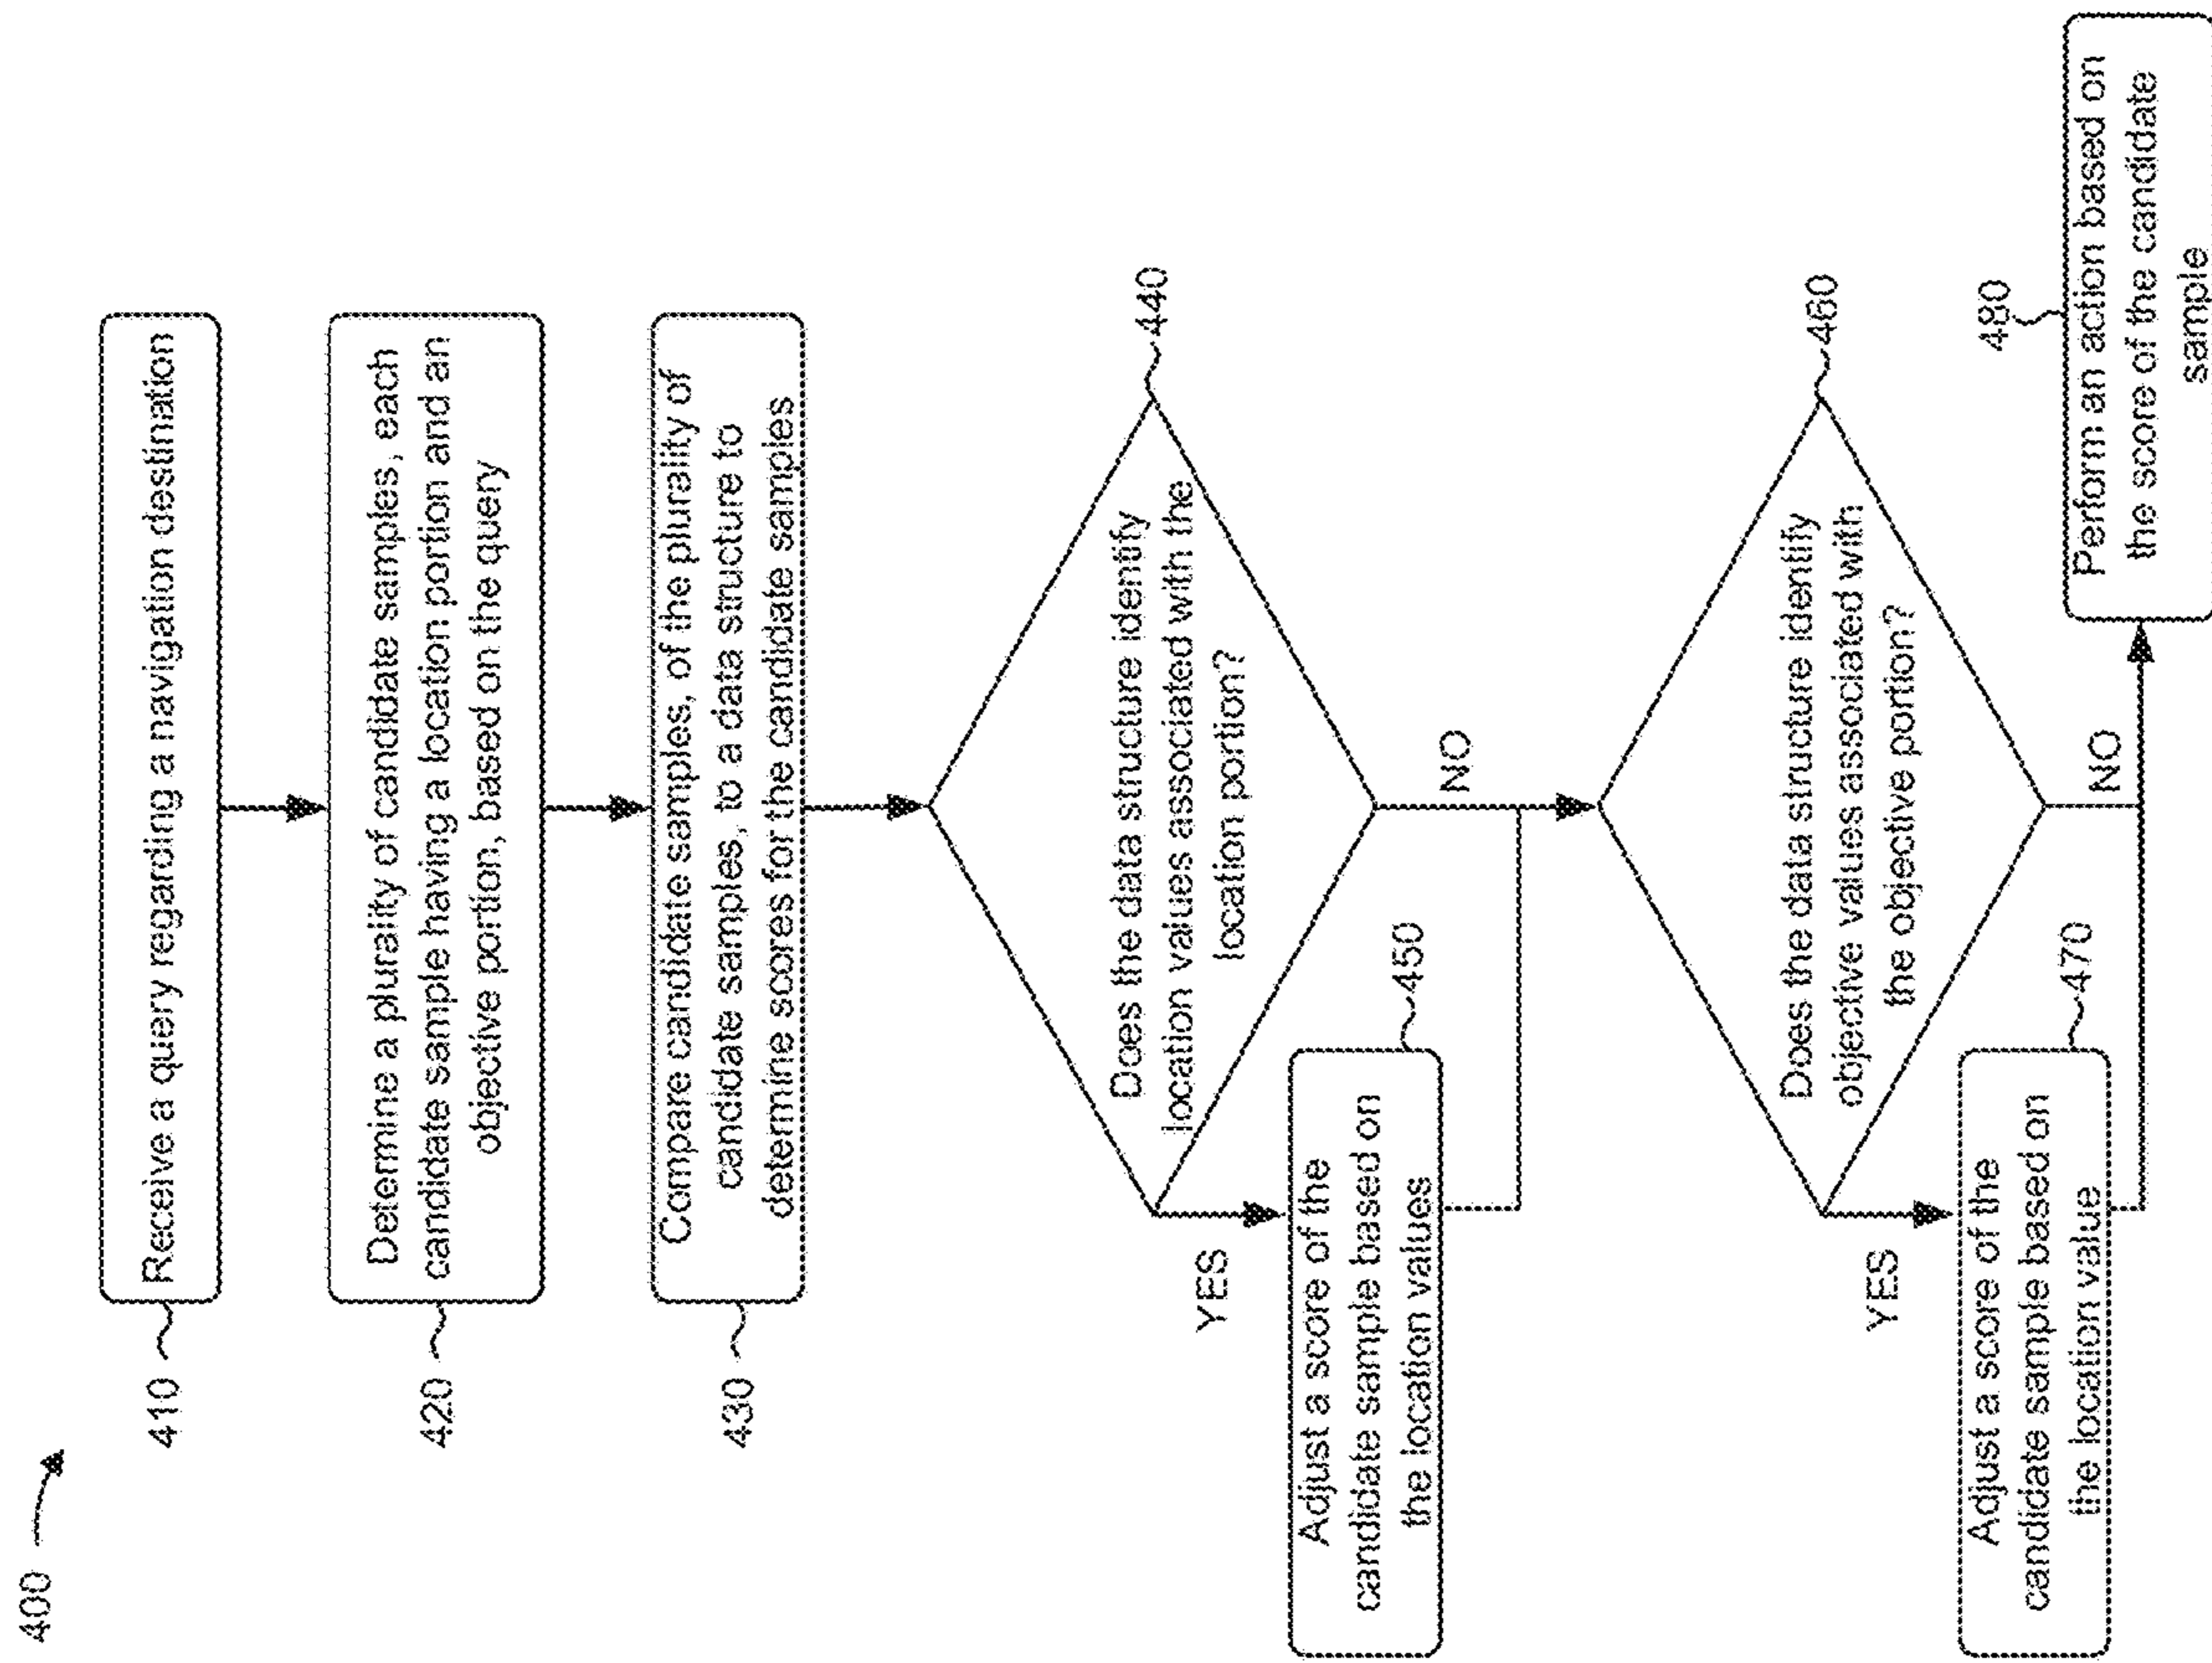 400
410
Receive a query regarding a navigation destination
420
Determine a plurality of candidate samples, each
candidate sample having a location portion and an
objective portion, based on the query
430
Compare candidate samples, of the plurality of
candidate samples, to a data structure to
determine scores for the candidate samples
440
Does the data structure identify
location values associated with the
location portion?
YES
NO
450
Adjust a score of the
candidate sample based on
the location values
460
Does the data structure identify
objective values associated with
the objective portion?
YES
NO
470
Adjust a score of the
candidate sample based on
the location value
480
Perform an action based on
the score of the candidate
sample